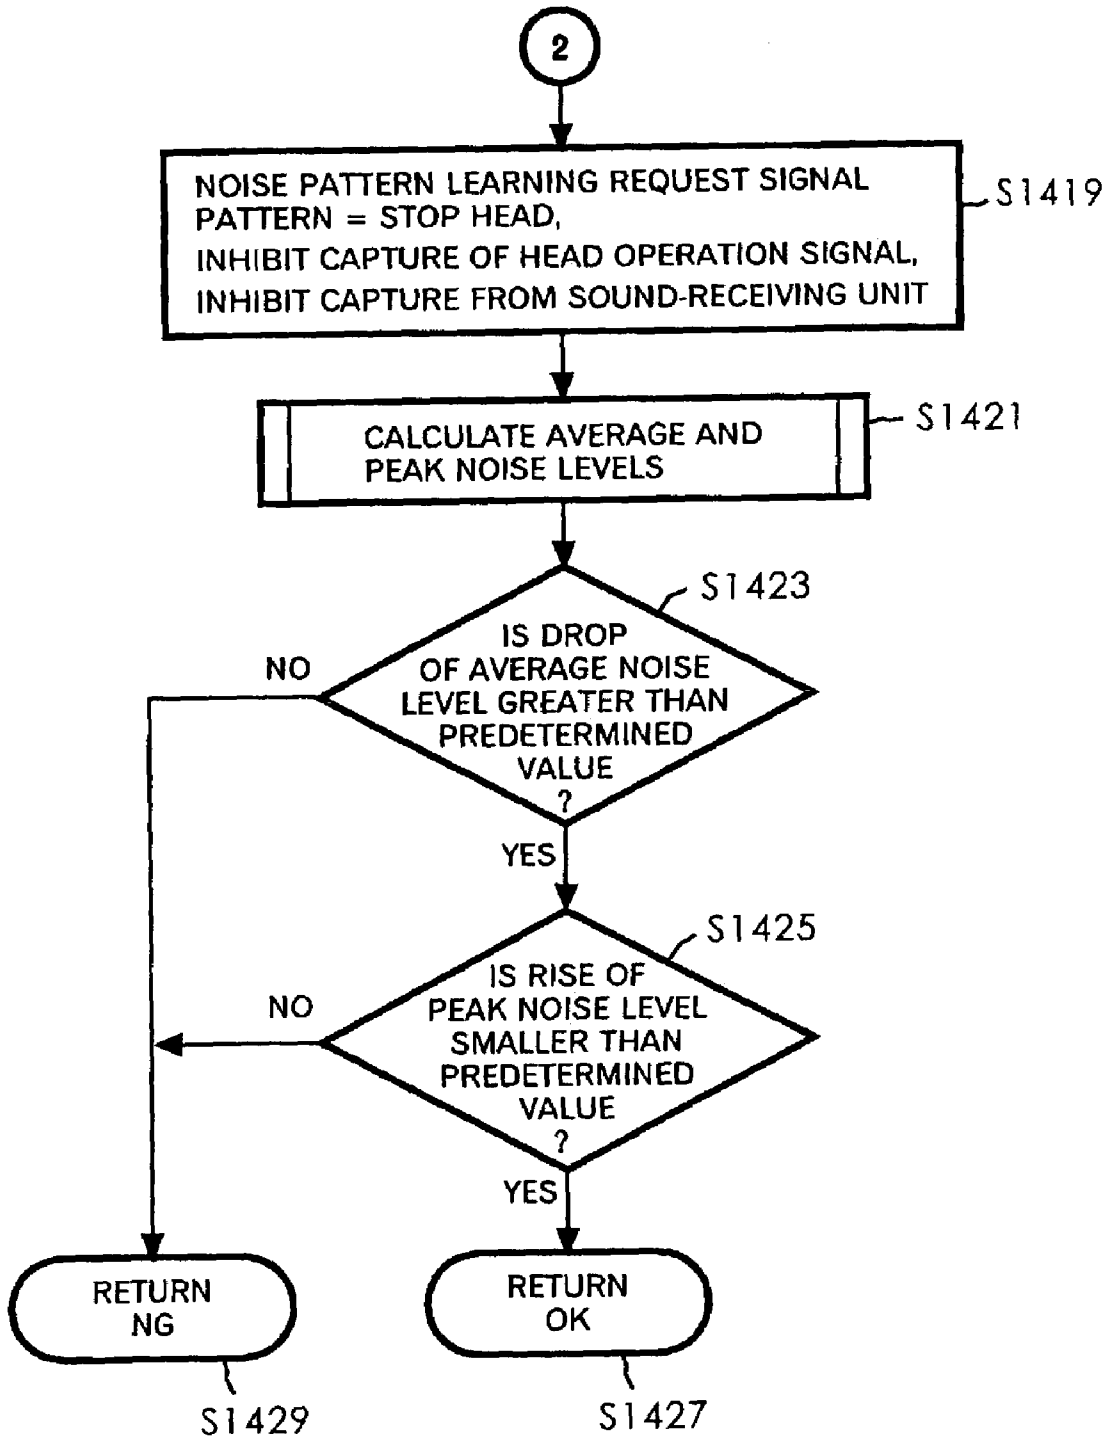 2
NOISE PATTERN LEARNING REQUEST SIGNAL
PATTERN = STOP HEAD,
INHIBIT CAPTURE OF HEAD OPERATION SIGNAL,
INHIBIT CAPTURE FROM SOUND-RECEIVING UNIT
S1419
CALCULATE AVERAGE AND
PEAK NOISE LEVELS
S1421
S1423
IS DROP
OF AVERAGE NOISE
LEVEL GREATER THAN
PREDETERMINED
VALUE
?
NO
YES
S1425
IS RISE OF
PEAK NOISE LEVEL
SMALLER THAN
PREDETERMINED
VALUE
?
NO
YES
RETURN
NG
S1429
RETURN
OK
S1427